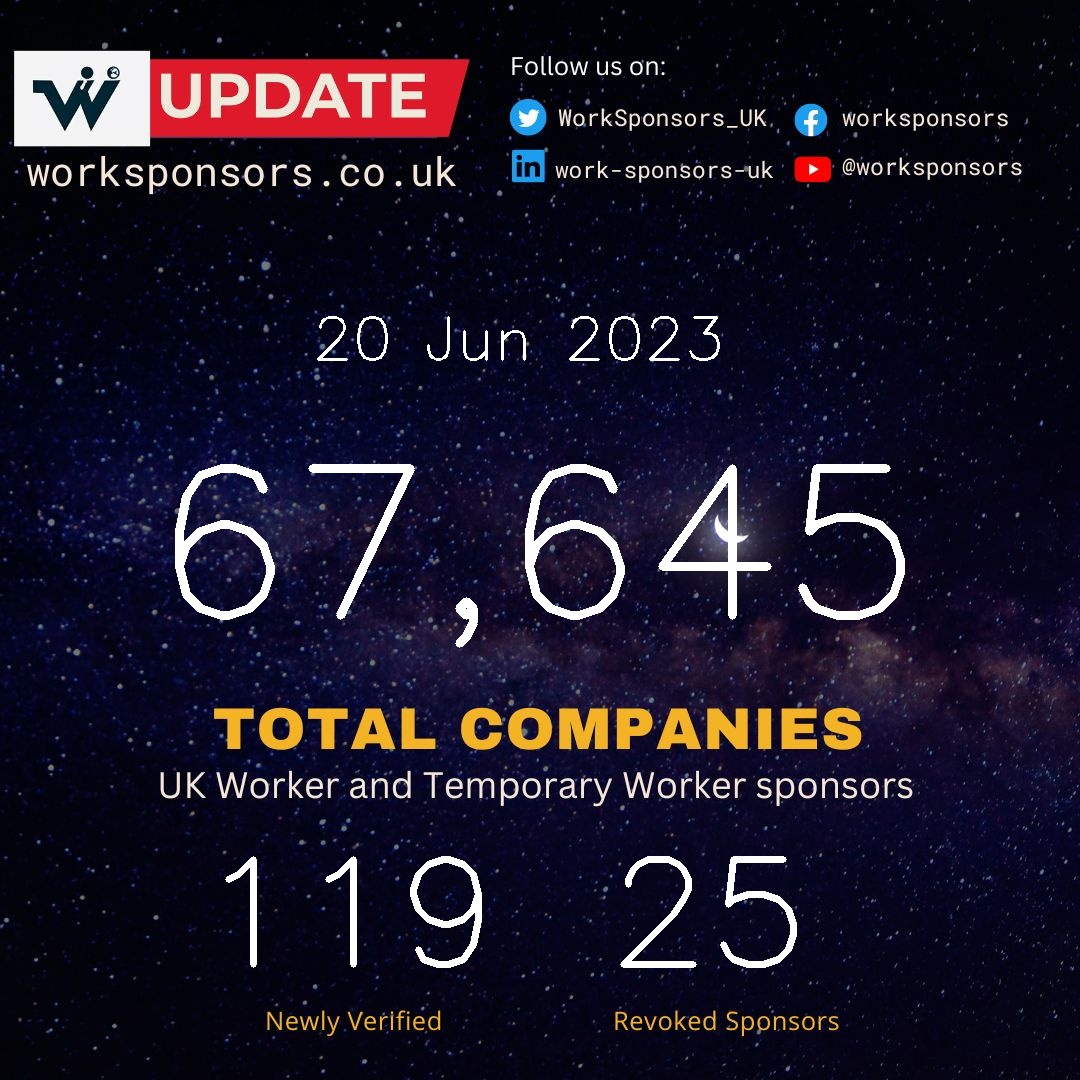 UPDATE
worksponsors.co.uk
Follow us on:
WorkSponsors_UK
worksponsors
work-sponsors-uk
@worksponsors
20 Jun 2023
67,645
TOTAL COMPANIES
UK Worker and Temporary Worker sponsors
119 25
Newly Verified Revoked Sponsors